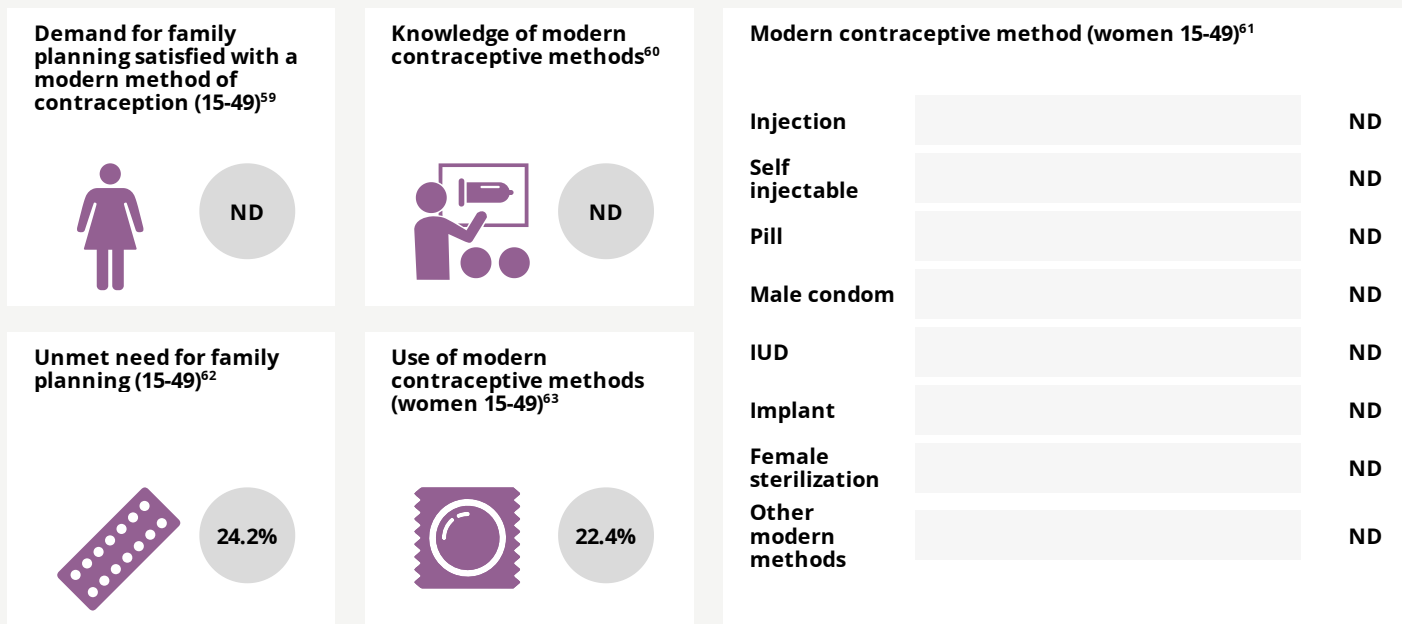 Demand for family
planning satisfied with a
modern method of
contraception (15-49)⁵⁹
ND
Knowledge of modern
contraceptive methods⁶⁰
ND
Modern contraceptive method (women 15-49)⁶¹
Injection ND
Self
injectable ND
Pill ND
Male condom ND
IUD ND
Implant ND
Female
sterilization ND
Other
modern
methods ND
Unmet need for family
planning (15-49)⁶²
24.2%
Use of modern
contraceptive methods
(women 15-49)⁶³
22.4%